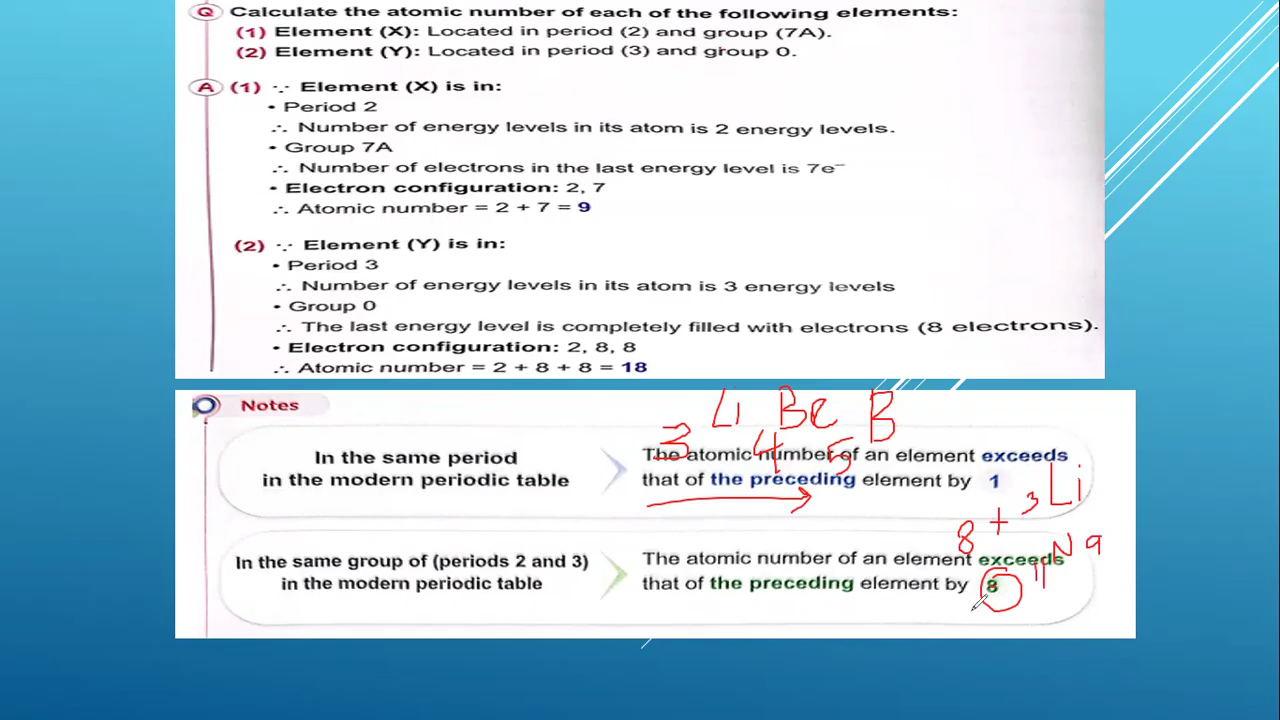 Q Calculate the atomic number of each of the following elements:
(1) Element (X): Located in period (2) and group (7A).
(2) Element (Y): Located in period (3) and group 0.
A (1) ∵ Element (X) is in:
• Period 2
∴ Number of energy levels in its atom is 2 energy levels.
• Group 7A
∴ Number of electrons in the last energy level is 7e⁻
• Electron configuration: 2, 7
∴ Atomic number = 2 + 7 = 9
(2) ∵ Element (Y) is in:
• Period 3
∴ Number of energy levels in its atom is 3 energy levels
• Group 0
∴ The last energy level is completely filled with electrons (8 electrons).
• Electron configuration: 2, 8, 8
∴ Atomic number = 2 + 8 + 8 = 18
Notes
Li Be B
3 4 5
In the same period
in the modern periodic table
The atomic number of an element exceeds
that of the preceding element by 1
8 + 3 Li
11 Na
In the same group of (periods 2 and 3)
in the modern periodic table
The atomic number of an element exceeds
that of the preceding element by 8